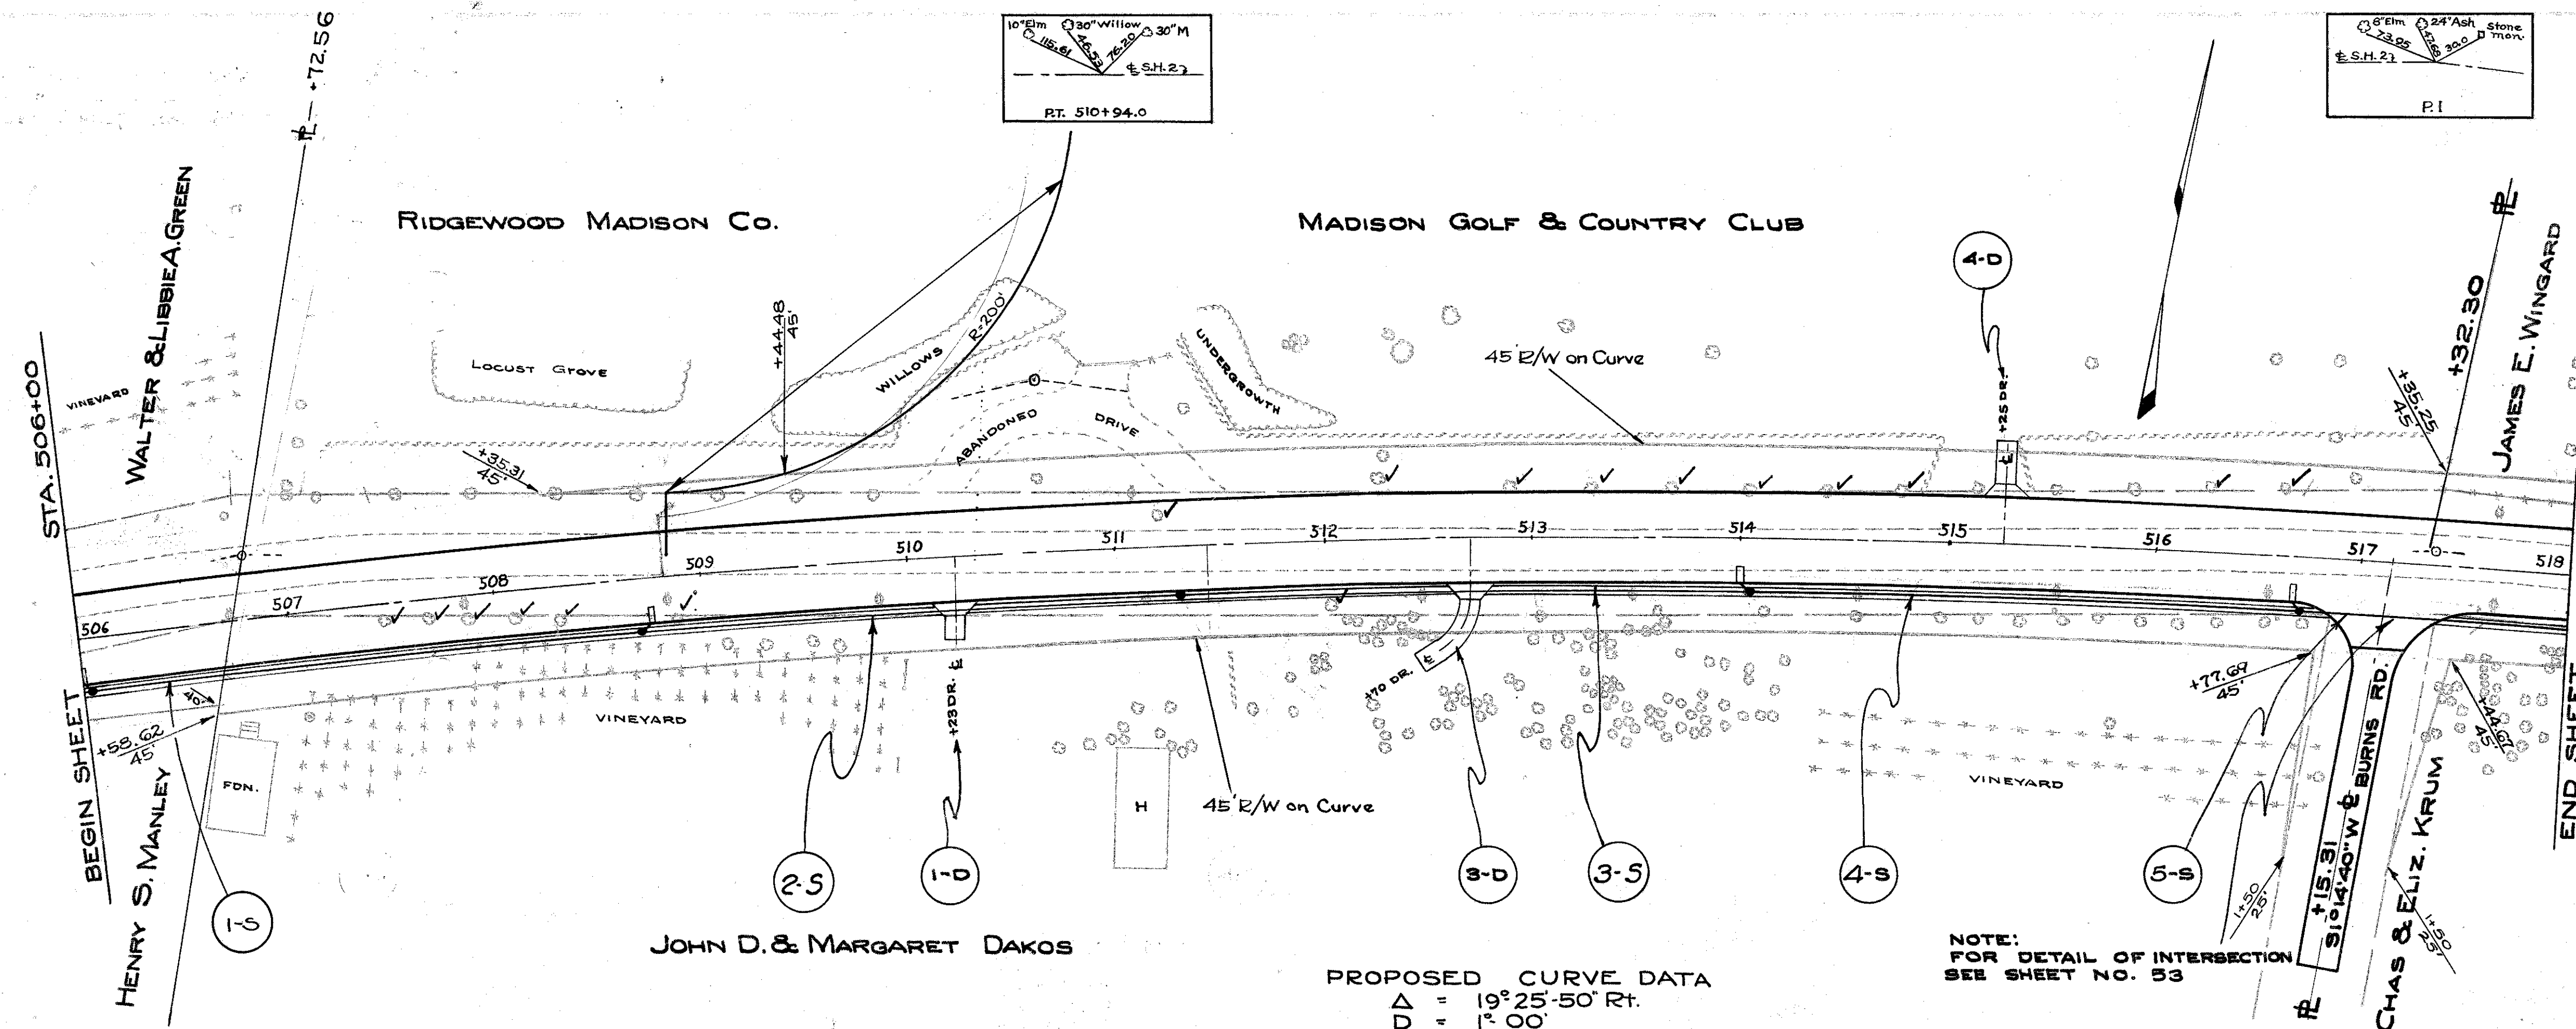 +72.56
℄
10"Elm
30"Willow
30"M
115.61
46.53
76.20
℄ S.H. 27
P.T. 510+94.0
6"Elm
24"Ash
Stone
mon.
73.95
47.68
30.0
℄ S.H. 27
P.I
WALTER & LIBBIE A. GREEN
RIDGEWOOD MADISON CO.
MADISON GOLF & COUNTRY CLUB
JAMES E. WINGARD
+32.30
4-D
+25 DR.
STA. 506+00
VINEYARD
LOCUST GROVE
+44.48
45'
WILLOWS
R=200'
UNDERGROWTH
ABANDONED
DRIVE
45' R/W on Curve
+35.31
45'
+35.25
45'
506
507
508
509
510
511
512
513
514
515
516
517
518
BEGIN SHEET
HENRY S. MANLEY
+58.62
45'
40'
FDN.
VINEYARD
+23 DR.
H
45' R/W on Curve
+70 DR.
VINEYARD
+77.69
45'
BURNS RD.
+44.67
45'
END SHEET
1-S
2-S
1-D
3-D
3-S
4-S
5-S
1+50
25'
+15.31
S1°14'40"W
CHAS & ELIZ. KRUM
1+50
25'
JOHN D. & MARGARET DAKOS
NOTE:
FOR DETAIL OF INTERSECTION
SEE SHEET NO. 53
PROPOSED CURVE DATA
Δ = 19°25'-50" Rt.
D = 1°-00'